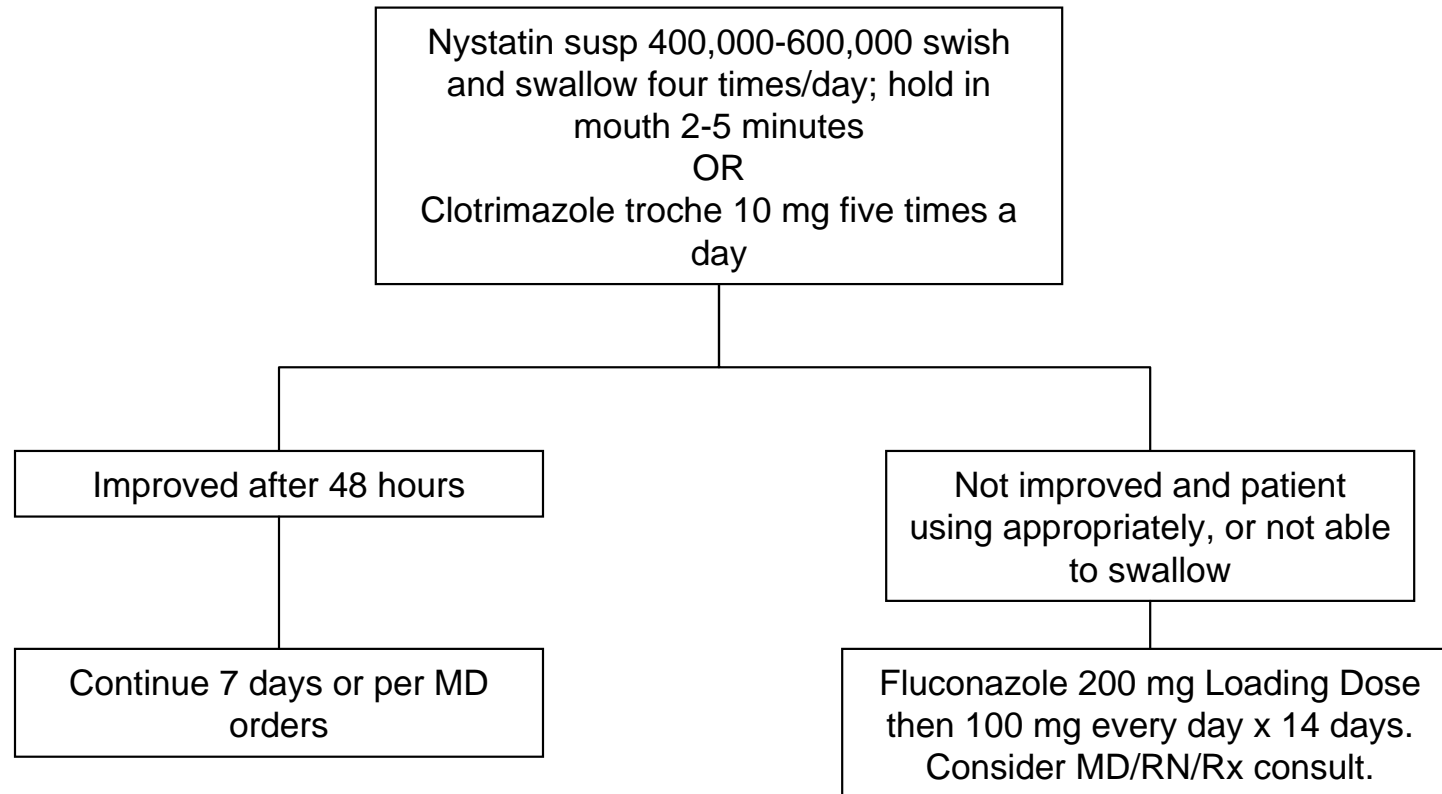 Nystatin susp 400,000-600,000 swish
and swallow four times/day; hold in
mouth 2-5 minutes
OR
Clotrimazole troche 10 mg five times a
day
Improved after 48 hours
Not improved and patient
using appropriately, or not able
to swallow
Continue 7 days or per MD
orders
Fluconazole 200 mg Loading Dose
then 100 mg every day x 14 days.
Consider MD/RN/Rx consult.